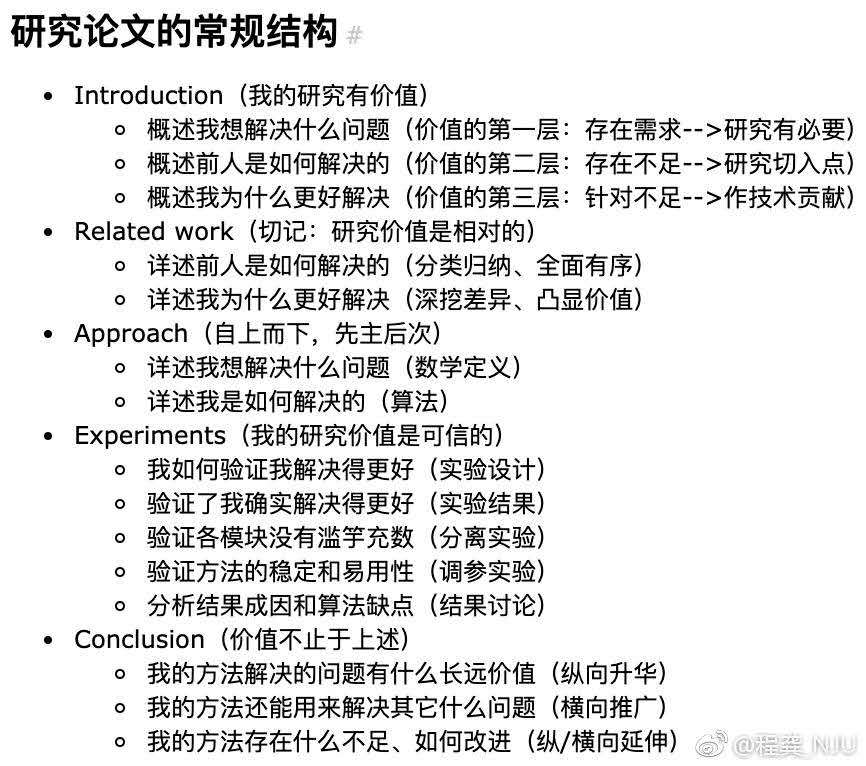 研究论文的常规结构 #
• Introduction（我的研究有价值）
◦ 概述我想解决什么问题（价值的第一层：存在需求-->研究有必要）
◦ 概述前人是如何解决的（价值的第二层：存在不足-->研究切入点）
◦ 概述我为什么更好解决（价值的第三层：针对不足-->作技术贡献）
• Related work（切记：研究价值是相对的）
◦ 详述前人是如何解决的（分类归纳、全面有序）
◦ 详述我为什么更好解决（深挖差异、凸显价值）
• Approach（自上而下，先主后次）
◦ 详述我想解决什么问题（数学定义）
◦ 详述我是如何解决的（算法）
• Experiments（我的研究价值是可信的）
◦ 我如何验证我解决得更好（实验设计）
◦ 验证了我确实解决得更好（实验结果）
◦ 验证各模块没有滥竽充数（分离实验）
◦ 验证方法的稳定和易用性（调参实验）
◦ 分析结果成因和算法缺点（结果讨论）
• Conclusion（价值不止于上述）
◦ 我的方法解决的问题有什么长远价值（纵向升华）
◦ 我的方法还能用来解决其它什么问题（横向推广）
◦ 我的方法存在什么不足、如何改进（纵/横向延伸）
@程龚_NJU